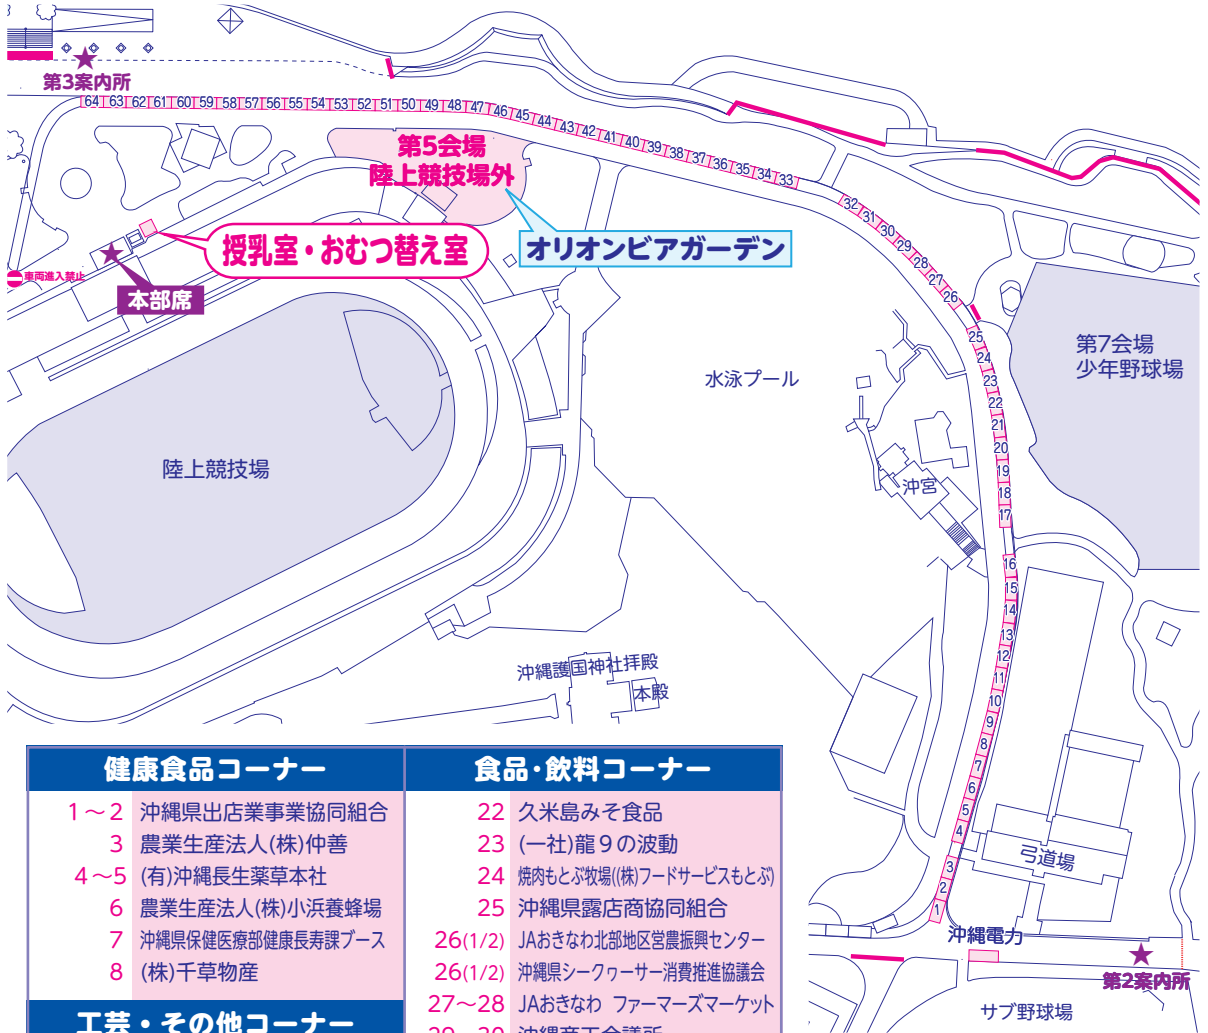 第3案内所
64 63 62 61 60 59 58 57 56 55 54 53 52 51 50 49 48 47 46 45 44 43 42 41 40 39 38 37 36 35 34 33
32 31 30 29 28 27 26
25 24 23 22 21 20 19 18 17
16 15 14 13 12 11 10 9 8 7 6 5 4 3 2 1
第5会場
陸上競技場外
オリオンビアガーデン
授乳室・おむつ替え室
車両進入禁止
本部席
第7会場
少年野球場
水泳プール
陸上競技場
沖宮
沖縄護国神社拝殿
本殿
弓道場
沖縄電力
第2案内所
サブ野球場
健康食品コーナー
1～2 沖縄県出店業事業協同組合
3 農業生産法人(株)仲善
4～5 (有)沖縄長生薬草本社
6 農業生産法人(株)小浜養蜂場
7 沖縄県保健医療部健康長寿課ブース
8 (株)千草物産
工芸・その他コーナー
食品・飲料コーナー
22 久米島みそ食品
23 (一社)龍９の波動
24 焼肉もとぶ牧場((株)フードサービスもとぶ)
25 沖縄県露店商協同組合
26(1/2) JAおきなわ北部地区営農振興センター
26(1/2) 沖縄県シークヮーサー消費推進協議会
27～28 JAおきなわ ファーマーズマーケット
29～30 沖縄商工会議所